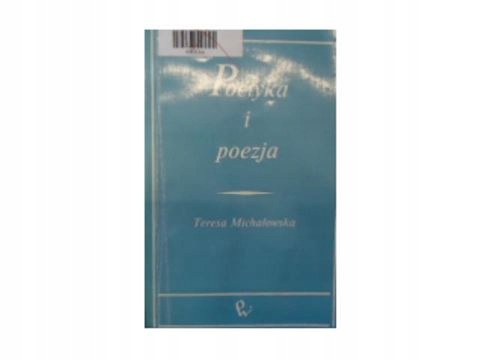 Poetyka
i
poezja
Teresa Michałowska